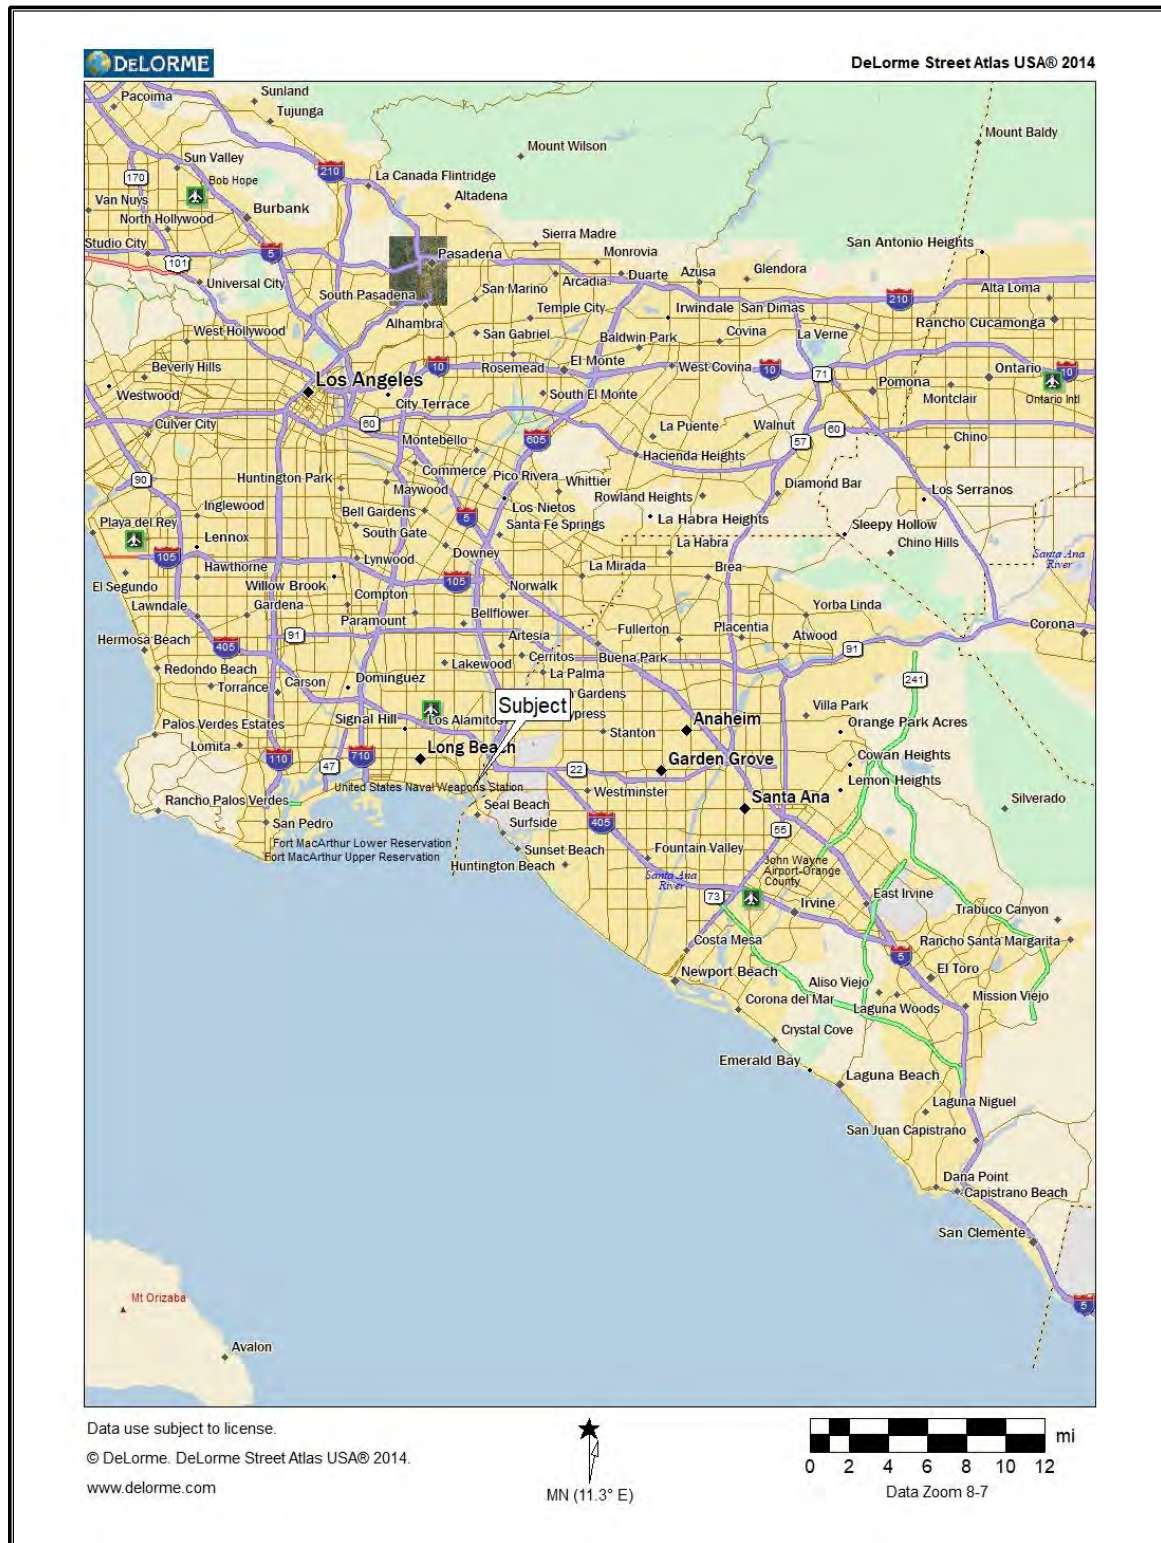 DELORME
DeLorme Street Atlas USA® 2014
Pacoima
Sunland
Tujunga
Mount Baldy
Mount Wilson
Sun Valley
170
Bob Hope
210
La Canada Flintridge
Altadena
Van Nuys
Burbank
North Hollywood
Studio City
101
5
Pasadena
Sierra Madre
Monrovia
San Antonio Heights
Universal City
South Pasadena
San Marino
Arcadia
Duarte
Azusa
Glendora
210
Alta Loma
Temple City
Irwindale
San Dimas
Alhambra
San Gabriel
Baldwin Park
Covina
La Verne
Rancho Cucamonga
West Hollywood
Beverly Hills
10
Rosemead
El Monte
West Covina
10
71
Ontario
10
Los Angeles
Westwood
City Terrace
South El Monte
Pomona
Montclair
Ontario Intl
Culver City
60
Montebello
605
La Puente
Walnut
57
60
Chino
Hacienda Heights
90
Huntington Park
Commerce
Pico Rivera
Whittier
Diamond Bar
Maywood
Rowland Heights
Los Serranos
Inglewood
Bell Gardens
5
Los Nietos
La Habra Heights
Playa del Rey
South Gate
Santa Fe Springs
Sleepy Hollow
Lennox
105
Lynwood
Downey
La Habra
Chino Hills
Santa Ana
River
Hawthorne
La Mirada
Brea
El Segundo
Willow Brook
105
Norwalk
Lawndale
Gardena
Compton
Bellflower
Yorba Linda
Paramount
Hermosa Beach
91
Artesia
Fullerton
Placentia
Atwood
Corona
405
91
Redondo Beach
Lakewood
Cerritos
Buena Park
La Palma
241
Torrance
Carson
Dominguez
Gardens
Subject
Villa Park
Palos Verdes Estates
Signal Hill
Los Alamitos
ypress
Anaheim
Orange Park Acres
Lomita
Long Beach
Stanton
Cowan Heights
110
47
710
22
Garden Grove
Lemon Heights
United States Naval Weapons Station
Westminster
Rancho Palos Verdes
Seal Beach
Santa Ana
Silverado
San Pedro
Surfside
405
55
Fort MacArthur Lower Reservation
Sunset Beach
Fountain Valley
Fort MacArthur Upper Reservation
Huntington Beach
John Wayne
Airport-Orange
County
Santa Ana
River
73
East Irvine
Irvine
Trabuco Canyon
Costa Mesa
5
Rancho Santa Margarita
Newport Beach
El Toro
Aliso Viejo
Corona del Mar
Laguna Woods
Mission Viejo
Crystal Cove
Emerald Bay
Laguna Beach
Laguna Niguel
San Juan Capistrano
Dana Point
Capistrano Beach
San Clemente
Mt Orizaba
5
Avalon
Data use subject to license.
© DeLorme. DeLorme Street Atlas USA® 2014.
www.delorme.com
MN (11.3° E)
mi
0 2 4 6 8 10 12
Data Zoom 8-7